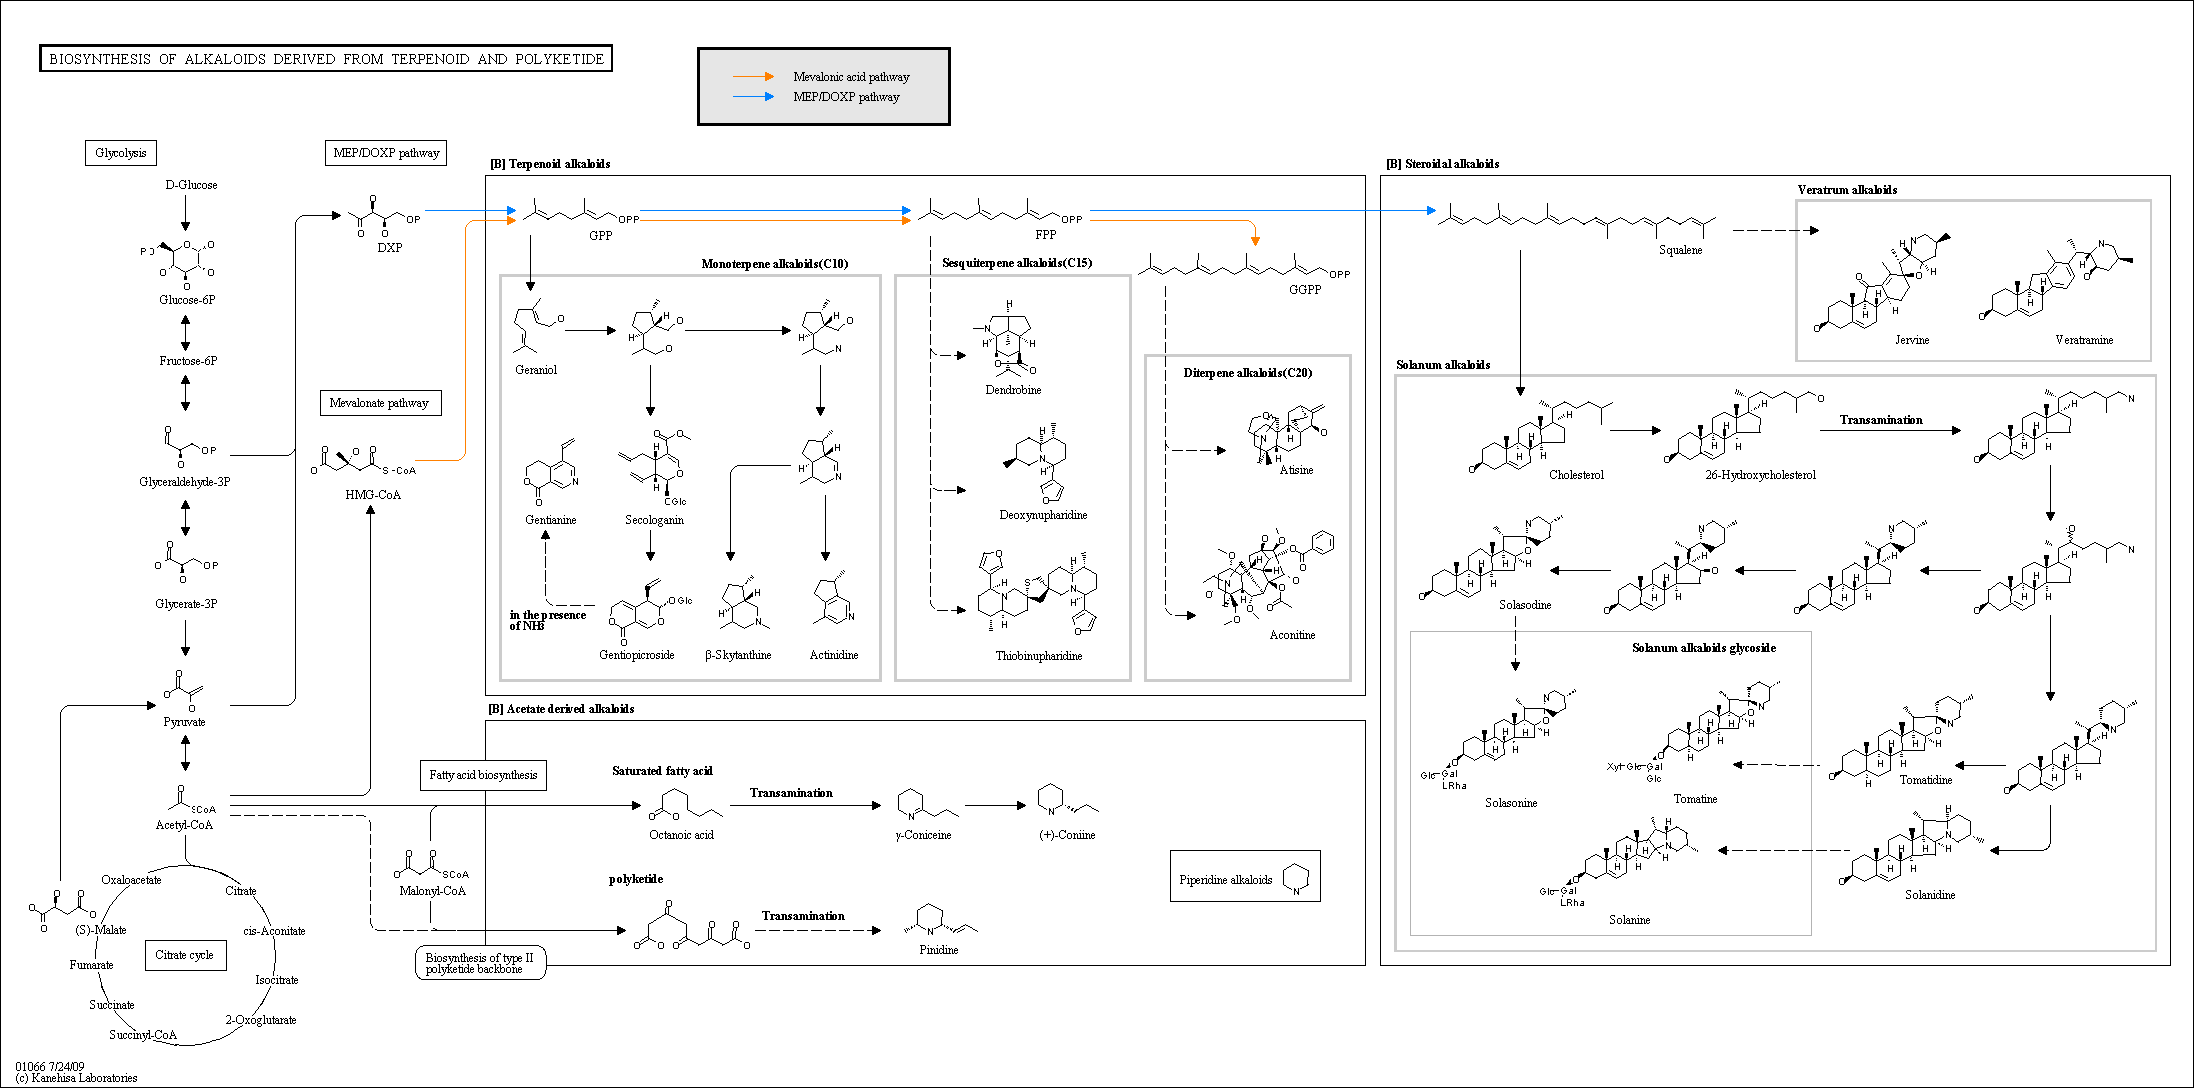 BIOSYNTHESIS OF ALKALOIDS DERIVED FROM TERPENOID AND POLYKETIDE
Mevalonic acid pathway
MEP/DOXP pathway
Glycolysis
MEP/DOXP pathway
D-Glucose
Glucose-6P
Fructose-6P
Glyceraldehyde-3P
Glycerate-3P
Pyruvate
Acetyl-CoA
SCoA
DXP
Mevalonate pathway
S-CoA
HMG-CoA
Oxaloacetate
Citrate
(S)-Malate
cis-Aconitate
Citrate cycle
Fumarate
Isocitrate
Succinate
2-Oxoglutarate
Succinyl-CoA
[B] Terpenoid alkaloids
OPP
GPP
OPP
FPP
OPP
GGPP
Monoterpene alkaloids(C10)
Geraniol
Gentianine
OGlc
Secologanin
in the presence
of NH3
OGlc
Gentiopicroside
β-Skytanthine
Actinidine
Sesquiterpene alkaloids(C15)
Dendrobine
Deoxynupharidine
Thiobinupharidine
Diterpene alkaloids(C20)
Atisine
Aconitine
[B] Acetate derived alkaloids
Fatty acid biosynthesis
Saturated fatty acid
Octanoic acid
Transamination
γ-Coniceine
(+)-Coniine
SCoA
Malonyl-CoA
polyketide
Transamination
Pinidine
Biosynthesis of type II
polyketide backbone
Piperidine alkaloids
N
[B] Steroidal alkaloids
Squalene
Veratrum alkaloids
Jervine
Veratramine
Solanum alkaloids
Cholesterol
26-Hydroxycholesterol
Transamination
Solasodine
Solanum alkaloids glycoside
Glc-Gal
LRha
Solasonine
Xyl-Glc-Gal
Glc
Tomatine
Tomatidine
Glc-Gal
LRha
Solanine
Solanidine
01066 7/24/09
(c) Kanehisa Laboratories